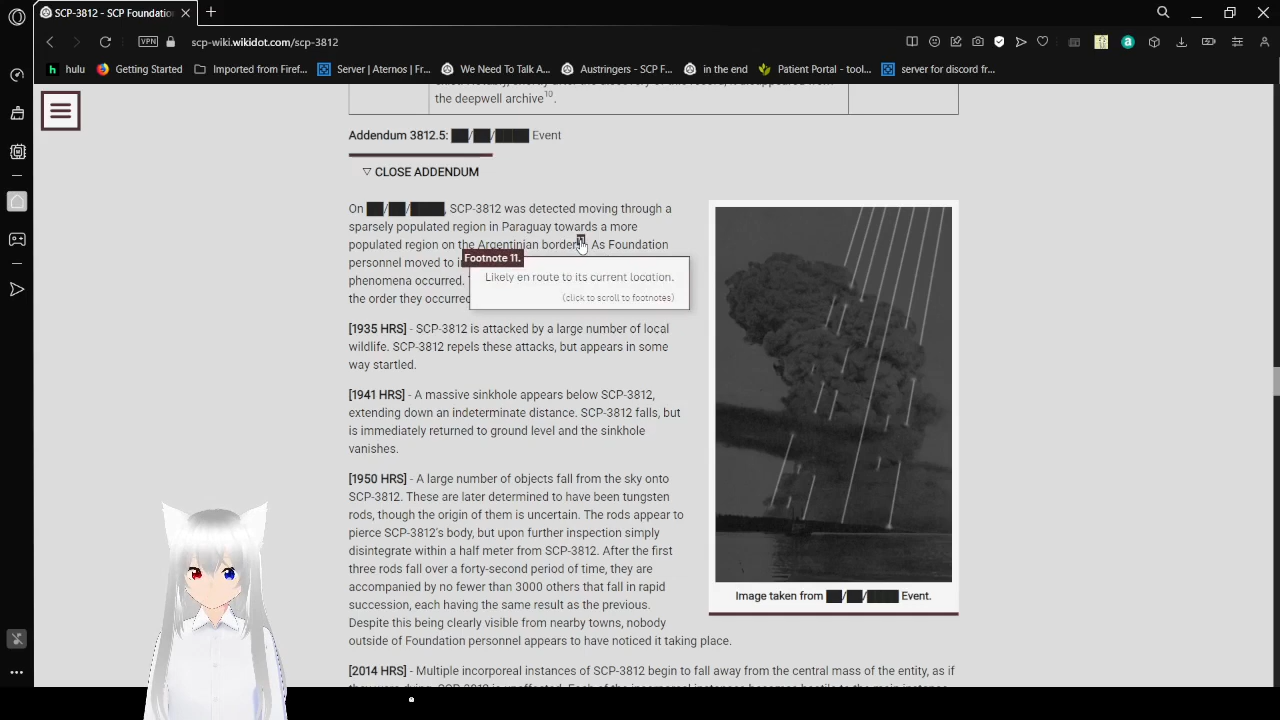 SCP-3812 - SCP Foundatio
scp-wiki.wikidot.com/scp-3812
VPN
hulu
Getting Started
Imported from Firef...
Server | Aternos | Fr...
We Need To Talk A...
Austringers - SCP F...
in the end
Patient Portal - tool...
server for discord fr...
the deepwell archive10.
Addendum 3812.5: ██/██/████ Event
▽ CLOSE ADDENDUM
On ██/██/████, SCP-3812 was detected moving through a
sparsely populated region in Paraguay towards a more
populated region on the Argentinian border. As Foundation
personnel moved to
phenomena occurred.
the order they occurred
Footnote 11.
Likely en route to its current location.
(click to scroll to footnotes)
[1935 HRS] - SCP-3812 is attacked by a large number of local
wildlife. SCP-3812 repels these attacks, but appears in some
way startled.
[1941 HRS] - A massive sinkhole appears below SCP-3812,
extending down an indeterminate distance. SCP-3812 falls, but
is immediately returned to ground level and the sinkhole
vanishes.
[1950 HRS] - A large number of objects fall from the sky onto
SCP-3812. These are later determined to have been tungsten
rods, though the origin of them is uncertain. The rods appear to
pierce SCP-3812's body, but upon further inspection simply
disintegrate within a half meter from SCP-3812. After the first
three rods fall over a forty-second period of time, they are
accompanied by no fewer than 3000 others that fall in rapid
succession, each having the same result as the previous.
Despite this being clearly visible from nearby towns, nobody
outside of Foundation personnel appears to have noticed it taking place.
Image taken from ██/██/████ Event.
[2014 HRS] - Multiple incorporeal instances of SCP-3812 begin to fall away from the central mass of the entity, as if